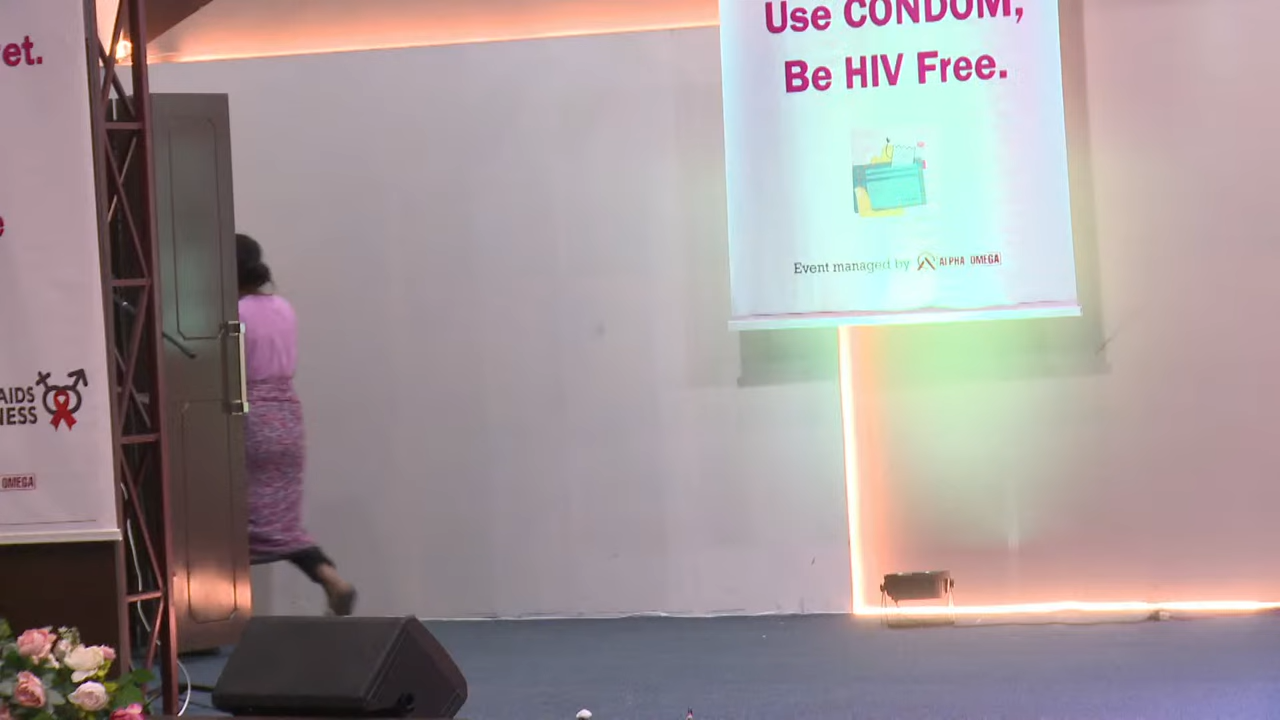 et.
AIDS
NESS
OMEGA
Use CONDOM,
Be HIV Free.
Event managed by ALPHA OMEGA